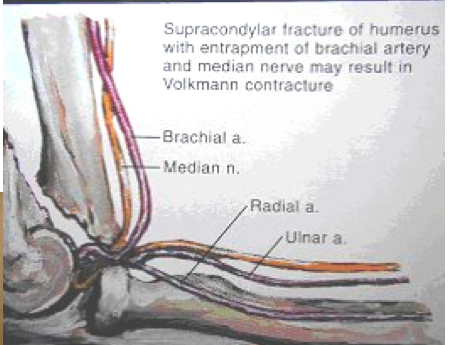 Supracondylar fracture of humerus
with entrapment of brachial artery
and median nerve may result in
Volkmann contracture
Brachial a.
Median n.
Radial a.
Ulnar a.